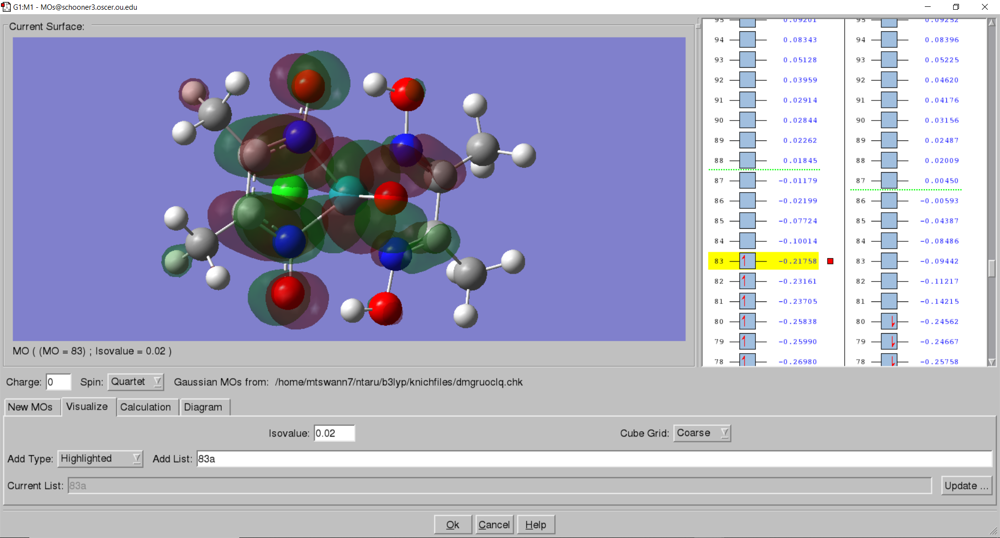 G1:M1 - MOs@schooner3.oscer.ou.edu
Current Surface:
95 0.09201 95 0.09252
94 0.08343 94 0.08396
93 0.05128 93 0.05225
92 0.03959 92 0.04620
91 0.02914 91 0.04176
90 0.02844 90 0.03156
89 0.02262 89 0.02487
88 0.01845 88 0.02009
87 -0.01179 87 0.00450
86 -0.02199 86 -0.00593
85 -0.07724 85 -0.04387
84 -0.10014 84 -0.08486
83 -0.21758 83 -0.09442
82 -0.23161 82 -0.11217
81 -0.23705 81 -0.14215
80 -0.25838 80 -0.24562
79 -0.25990 79 -0.24667
78 -0.26980 78 -0.25758
MO ( (MO = 83) ; Isovalue = 0.02 )
Charge: 0 Spin: Quartet Gaussian MOs from: /home/mtswann7/ntaru/b3lyp/knichfiles/dmgruoclq.chk
New MOs Visualize Calculation Diagram
Isovalue: 0.02 Cube Grid: Coarse
Add Type: Highlighted Add List: 83a
Current List: 83a Update ...
Ok Cancel Help